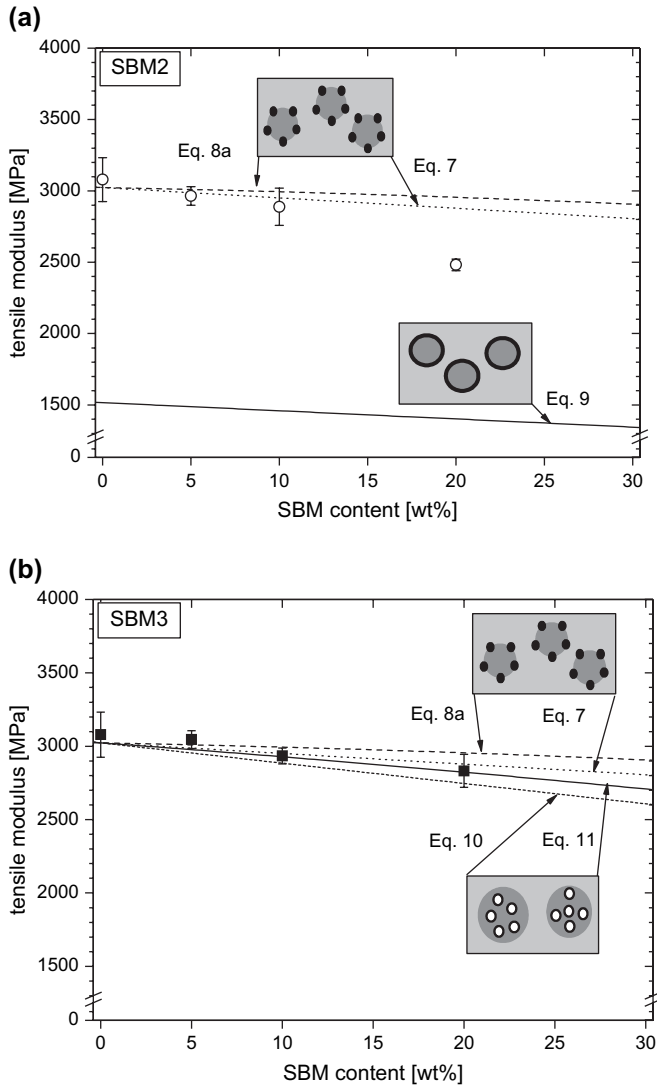 (a)
SBM2
4000
3500
3000
2500
2000
1500
0
tensile modulus [MPa]
Eq. 8a
Eq. 7
Eq. 9
0 5 10 15 20 25 30
SBM content [wt%]
(b)
SBM3
4000
3500
3000
2500
2000
1500
0
tensile modulus [MPa]
Eq. 8a
Eq. 7
Eq. 10
Eq. 11
0 5 10 15 20 25 30
SBM content [wt%]